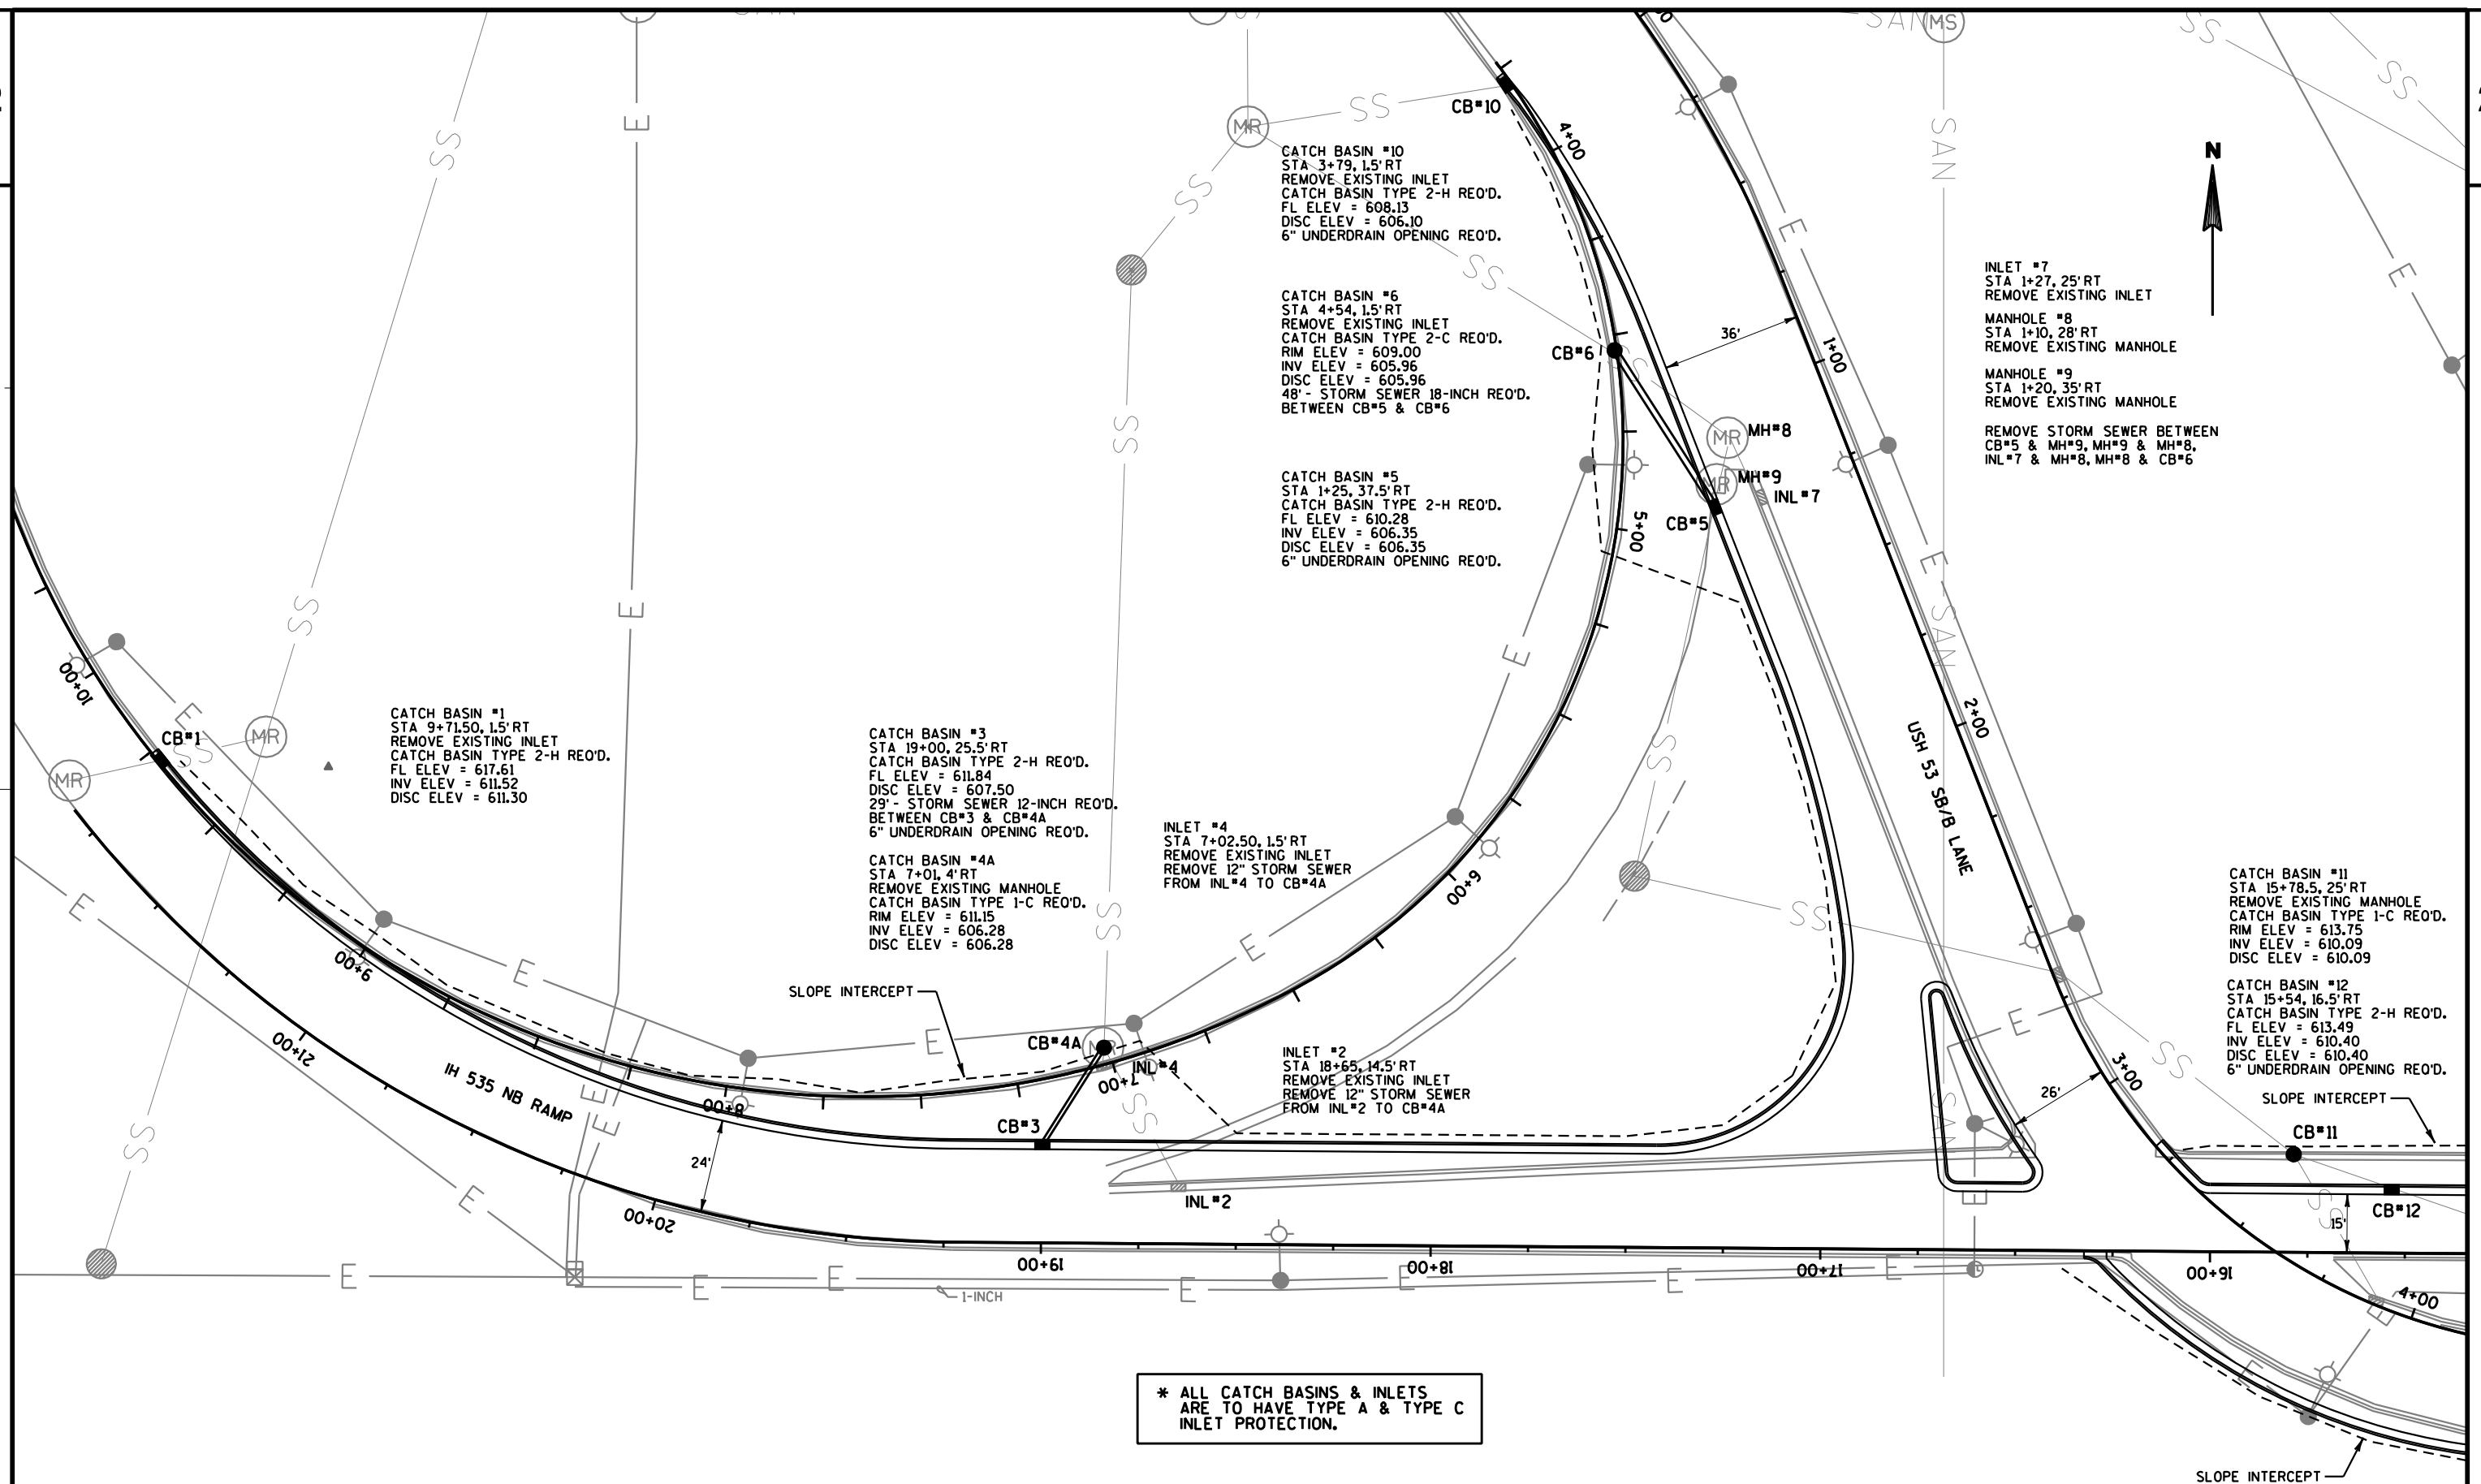 SAN
MS
CB#10
SS
MR
4+00
SAN
N
CATCH BASIN #10
STA 3+79, 1.5' RT
REMOVE EXISTING INLET
CATCH BASIN TYPE 2-H REQ'D.
FL ELEV = 608.13
DISC ELEV = 606.10
6" UNDERDRAIN OPENING REQ'D.
CATCH BASIN #6
STA 4+54, 1.5' RT
REMOVE EXISTING INLET
CATCH BASIN TYPE 2-C REQ'D.
RIM ELEV = 609.00
INV ELEV = 605.96
DISC ELEV = 605.96
48' - STORM SEWER 18-INCH REQ'D.
BETWEEN CB#5 & CB#6
CATCH BASIN #5
STA 1+25, 37.5' RT
CATCH BASIN TYPE 2-H REQ'D.
FL ELEV = 610.28
INV ELEV = 606.35
DISC ELEV = 606.35
6" UNDERDRAIN OPENING REQ'D.
INLET #7
STA 1+27, 25' RT
REMOVE EXISTING INLET
MANHOLE #8
STA 1+10, 28' RT
REMOVE EXISTING MANHOLE
MANHOLE #9
STA 1+20, 35' RT
REMOVE EXISTING MANHOLE
REMOVE STORM SEWER BETWEEN
CB#5 & MH#9, MH#9 & MH#8,
INL#7 & MH#8, MH#8 & CB#6
36'
CB#6
1+00
MR MH#8
MR MH#9
INL#7
CB#5
5+00
E
SAN
2+00
USH 53 SB/B LANE
10+00
CB#1
MR
MR
SS
CATCH BASIN #1
STA 9+71.50, 1.5' RT
REMOVE EXISTING INLET
CATCH BASIN TYPE 2-H REQ'D.
FL ELEV = 617.61
INV ELEV = 611.52
DISC ELEV = 611.30
CATCH BASIN #3
STA 19+00, 25.5' RT
CATCH BASIN TYPE 2-H REQ'D.
FL ELEV = 611.84
DISC ELEV = 607.50
29' - STORM SEWER 12-INCH REQ'D.
BETWEEN CB#3 & CB#4A
6" UNDERDRAIN OPENING REQ'D.
CATCH BASIN #4A
STA 7+01, 4' RT
REMOVE EXISTING MANHOLE
CATCH BASIN TYPE 1-C REQ'D.
RIM ELEV = 611.15
INV ELEV = 606.28
DISC ELEV = 606.28
INLET #4
STA 7+02.50, 1.5' RT
REMOVE EXISTING INLET
REMOVE 12" STORM SEWER
FROM INL#4 TO CB#4A
6+00
CATCH BASIN #11
STA 15+78.5, 25' RT
REMOVE EXISTING MANHOLE
CATCH BASIN TYPE 1-C REQ'D.
RIM ELEV = 613.75
INV ELEV = 610.09
DISC ELEV = 610.09
CATCH BASIN #12
STA 15+54, 16.5' RT
CATCH BASIN TYPE 2-H REQ'D.
FL ELEV = 613.49
INV ELEV = 610.40
DISC ELEV = 610.40
6" UNDERDRAIN OPENING REQ'D.
SLOPE INTERCEPT
9+00
21+00
IH 535 NB RAMP
SLOPE INTERCEPT
CB#4A
INL#4
7+00
8+00
CB#3
INLET #2
STA 18+65, 14.5' RT
REMOVE EXISTING INLET
REMOVE 12" STORM SEWER
FROM INL#2 TO CB#4A
3+00
26'
CB#11
24'
INL#2
CB#12
15'
20+00
19+00
18+00
17+00
16+00
4+00
1-INCH
* ALL CATCH BASINS & INLETS
ARE TO HAVE TYPE A & TYPE C
INLET PROTECTION.
SLOPE INTERCEPT